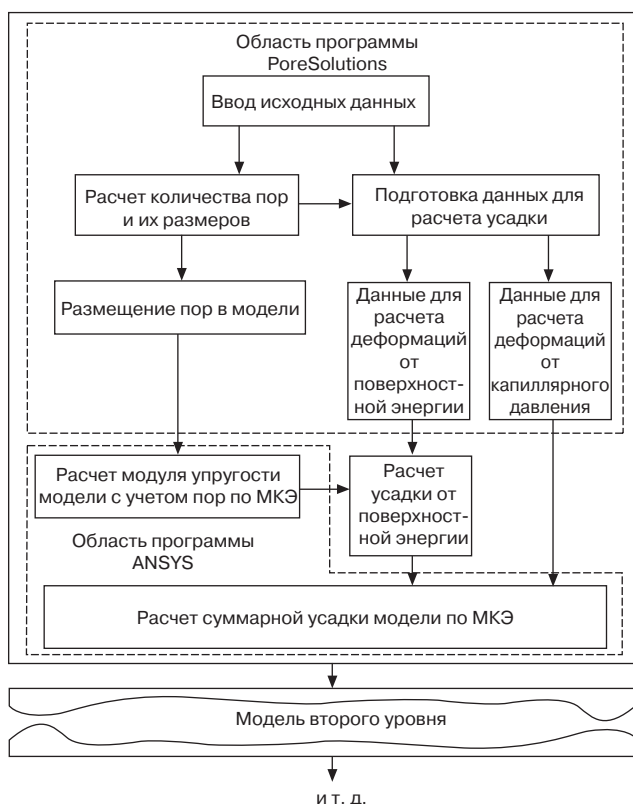 Область программы
PoreSolutions
Ввод исходных данных
Расчет количества пор
и их размеров
Подготовка данных для
расчета усадки
Размещение пор в модели
Данные для
расчета
деформаций
от
поверхност-
ной энергии
Данные для
расчета
деформаций
от
капиллярного
давления
Расчет модуля упругости
модели с учетом пор по МКЭ
Расчет
усадки от
поверхност-
ной энергии
Область программы
ANSYS
Расчет суммарной усадки модели по МКЭ
Модель второго уровня
и т. д.